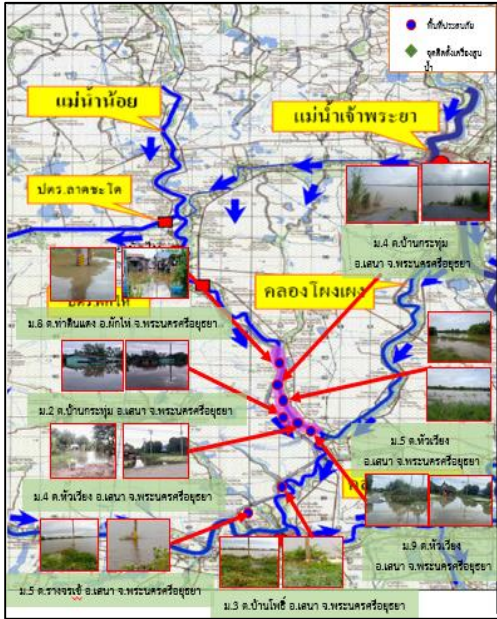 พื้นที่ประสบภัย
จุดติดตั้งเครื่องสูบ
น้ำ
แม่น้ำน้อย
แม่น้ำเจ้าพระยา
ปตร.ลาดชะโด
ม.4 ต.บ้านกระทุ่ม
อ.เสนา จ.พระนครศรีอยุธยา
คลองโผงเผง
ม.8 ต.ท่าดินแดง อ.ผักไห่ จ.พระนครศรีอยุธยา
ม.2 ต.บ้านกระทุ่ม อ.เสนา จ.พระนครศรีอยุธยา
ม.5 ต.หัวเวียง
อ.เสนา จ.พระนครศรีอยุธยา
ม.4 ต.หัวเวียง อ.เสนา จ.พระนครศรีอยุธยา
ม.9 ต.หัวเวียง
อ.เสนา จ.พระนครศรีอยุธยา
ม.5 ต.รางจรเข้ อ.เสนา จ.พระนครศรีอยุธยา
ม.3 ต.บ้านโพธิ์ อ.เสนา จ.พระนครศรีอยุธยา